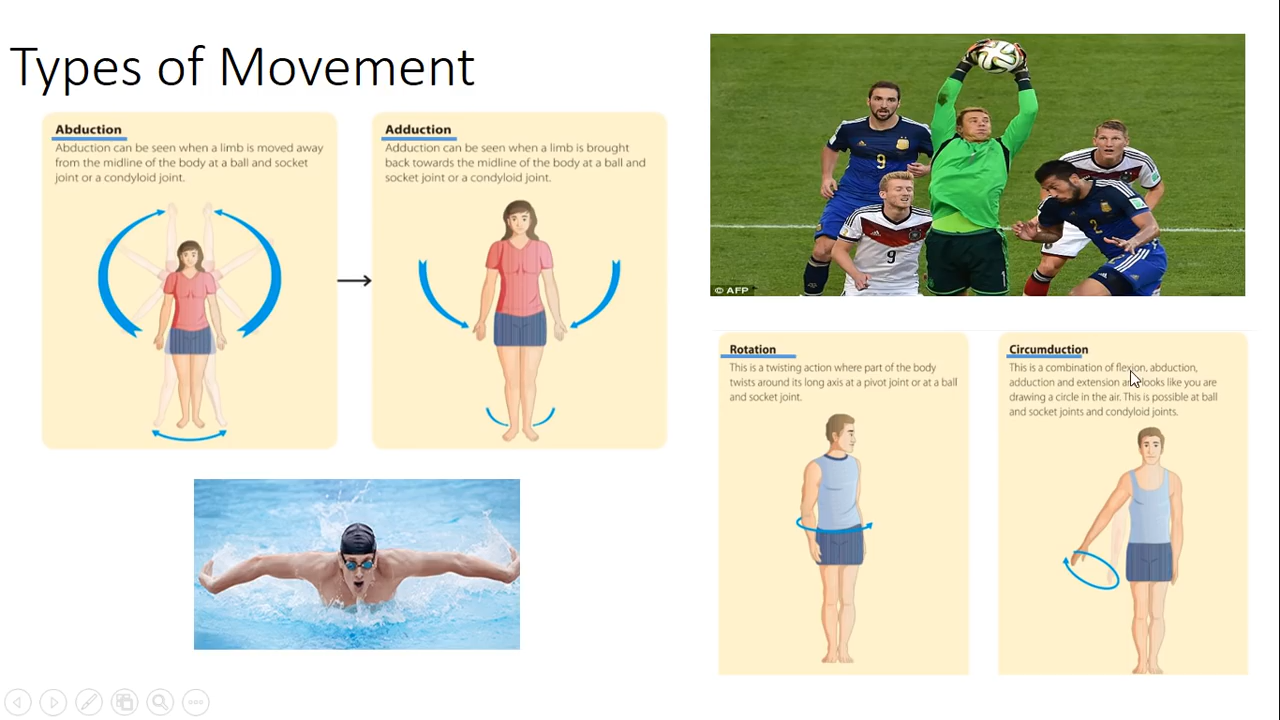 Types of Movement
Abduction
Abduction can be seen when a limb is moved away
from the midline of the body at a ball and socket
joint or a condyloid joint.
Adduction
Adduction can be seen when a limb is brought
back towards the midline of the body at a ball and
socket joint or a condyloid joint.
9
9
2
1
© AFP
Rotation
This is a twisting action where part of the body
twists around its long axis at a pivot joint or at a ball
and socket joint.
Circumduction
This is a combination of flexion, abduction,
adduction and extension looks like you are
drawing a circle in the air. This is possible at ball
and socket joints and condyloid joints.